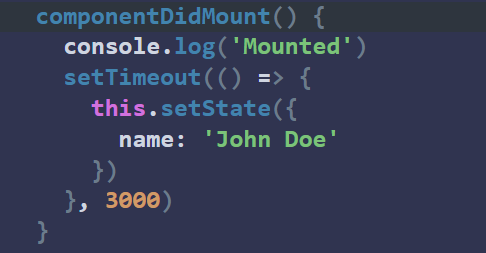 componentDidMount() {
  console.log('Mounted')
  setTimeout(() => {
    this.setState({
      name: 'John Doe'
    })
  }, 3000)
}